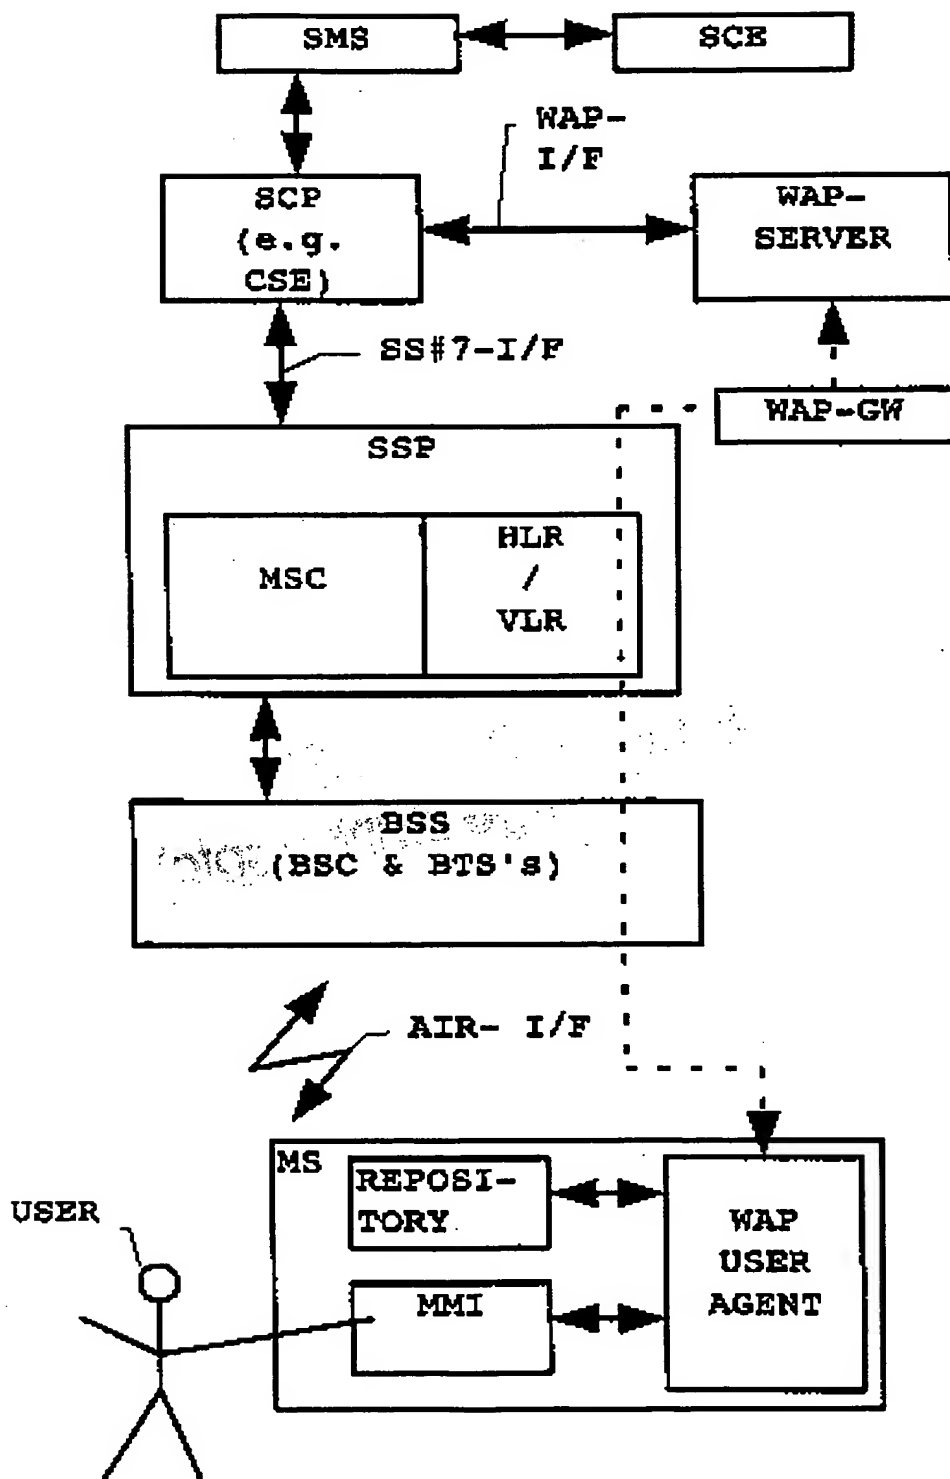 SMS
SCE
WAP-
I/F
SCP
(e.g.
CSE)
WAP-
SERVER
SS#7-I/F
WAP-GW
SSP
MSC
HLR
/
VLR
BSS
(BSC & BTS's)
AIR- I/F
MS
REPOSI-
TORY
WAP
USER
AGENT
MMI
USER